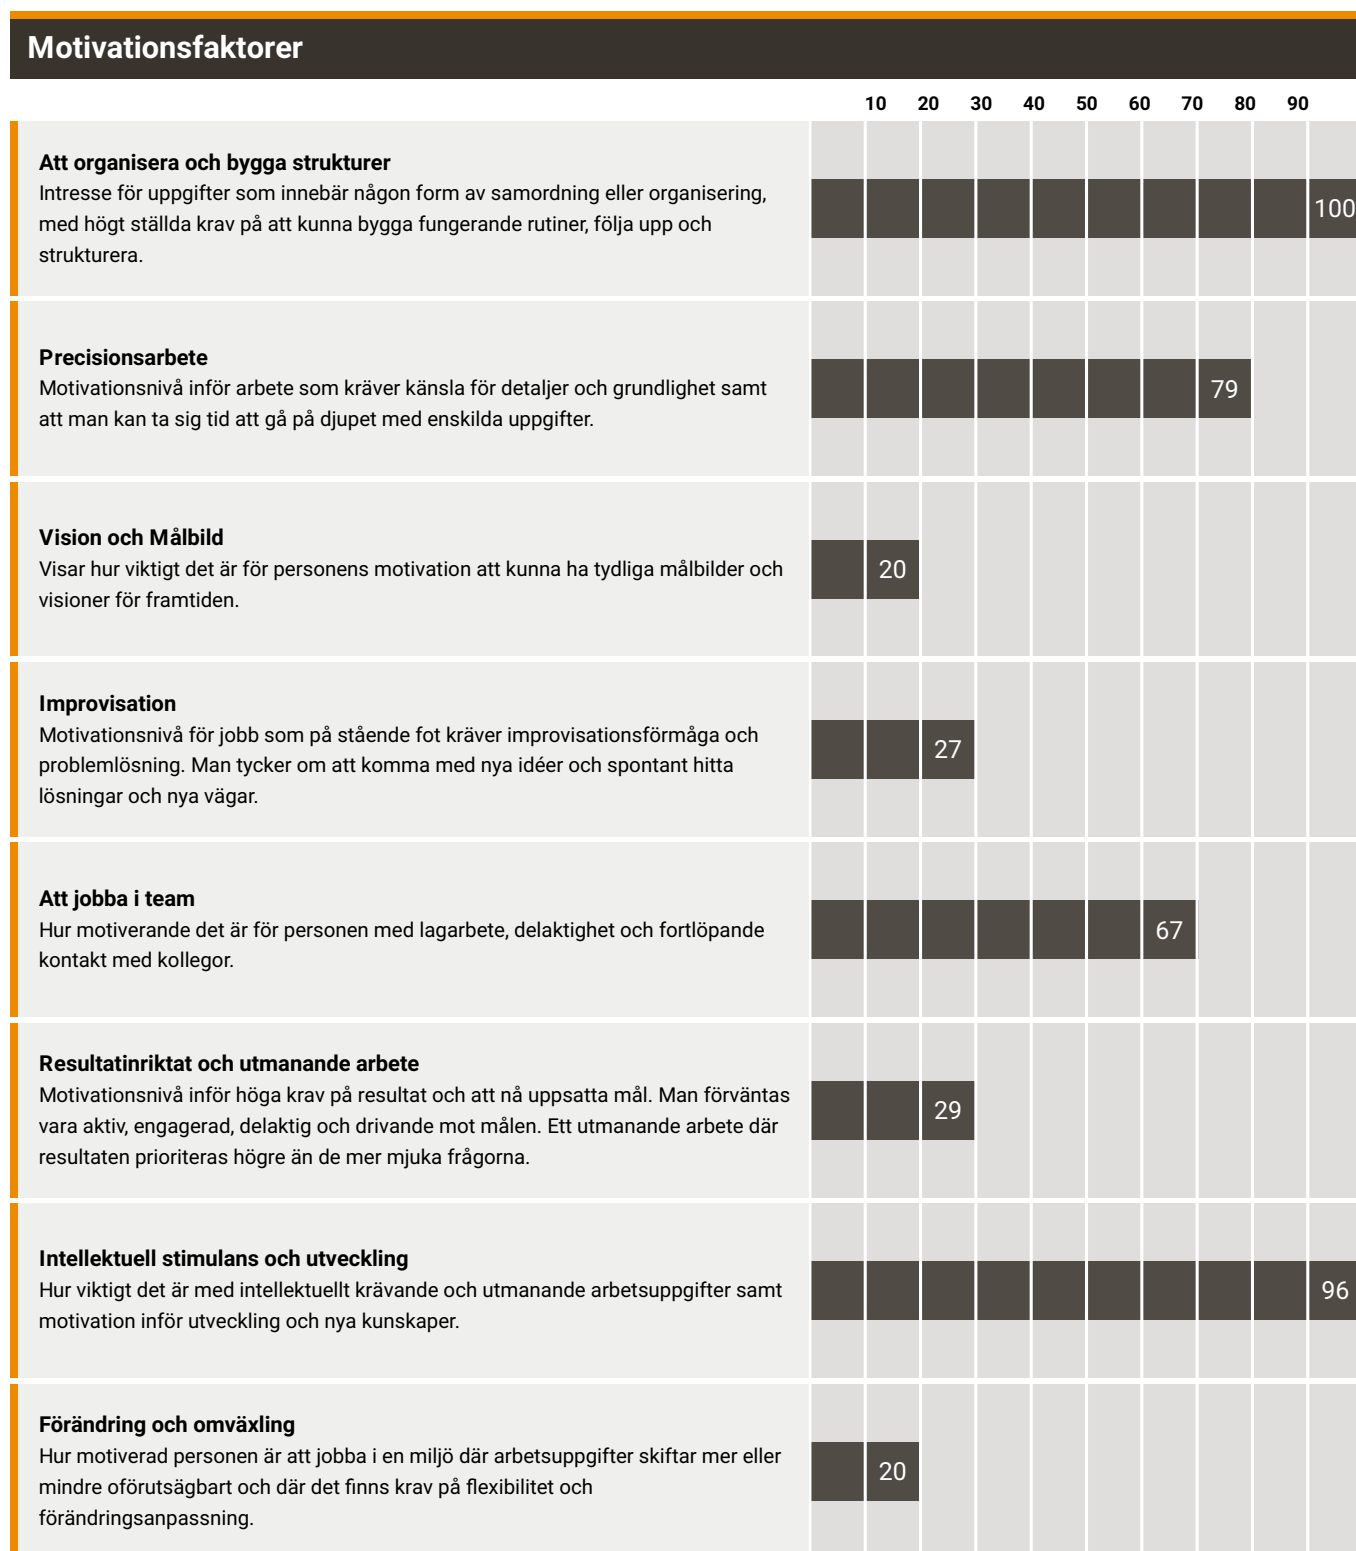 Motivationsfaktorer
10 20 30 40 50 60 70 80 90
Att organisera och bygga strukturer
Intresse för uppgifter som innebär någon form av samordning eller organisering,
med högt ställda krav på att kunna bygga fungerande rutiner, följa upp och
strukturera.
100
Precisionsarbete
Motivationsnivå inför arbete som kräver känsla för detaljer och grundlighet samt
att man kan ta sig tid att gå på djupet med enskilda uppgifter.
79
Vision och Målbild
Visar hur viktigt det är för personens motivation att kunna ha tydliga målbilder och
visioner för framtiden.
20
Improvisation
Motivationsnivå för jobb som på stående fot kräver improvisationsförmåga och
problemlösning. Man tycker om att komma med nya idéer och spontant hitta
lösningar och nya vägar.
27
Att jobba i team
Hur motiverande det är för personen med lagarbete, delaktighet och fortlöpande
kontakt med kollegor.
67
Resultatinriktat och utmanande arbete
Motivationsnivå inför höga krav på resultat och att nå uppsatta mål. Man förväntas
vara aktiv, engagerad, delaktig och drivande mot målen. Ett utmanande arbete där
resultaten prioriteras högre än de mer mjuka frågorna.
29
Intellektuell stimulans och utveckling
Hur viktigt det är med intellektuellt krävande och utmanande arbetsuppgifter samt
motivation inför utveckling och nya kunskaper.
96
Förändring och omväxling
Hur motiverad personen är att jobba i en miljö där arbetsuppgifter skiftar mer eller
mindre oförutsägbart och där det finns krav på flexibilitet och
förändringsanpassning.
20